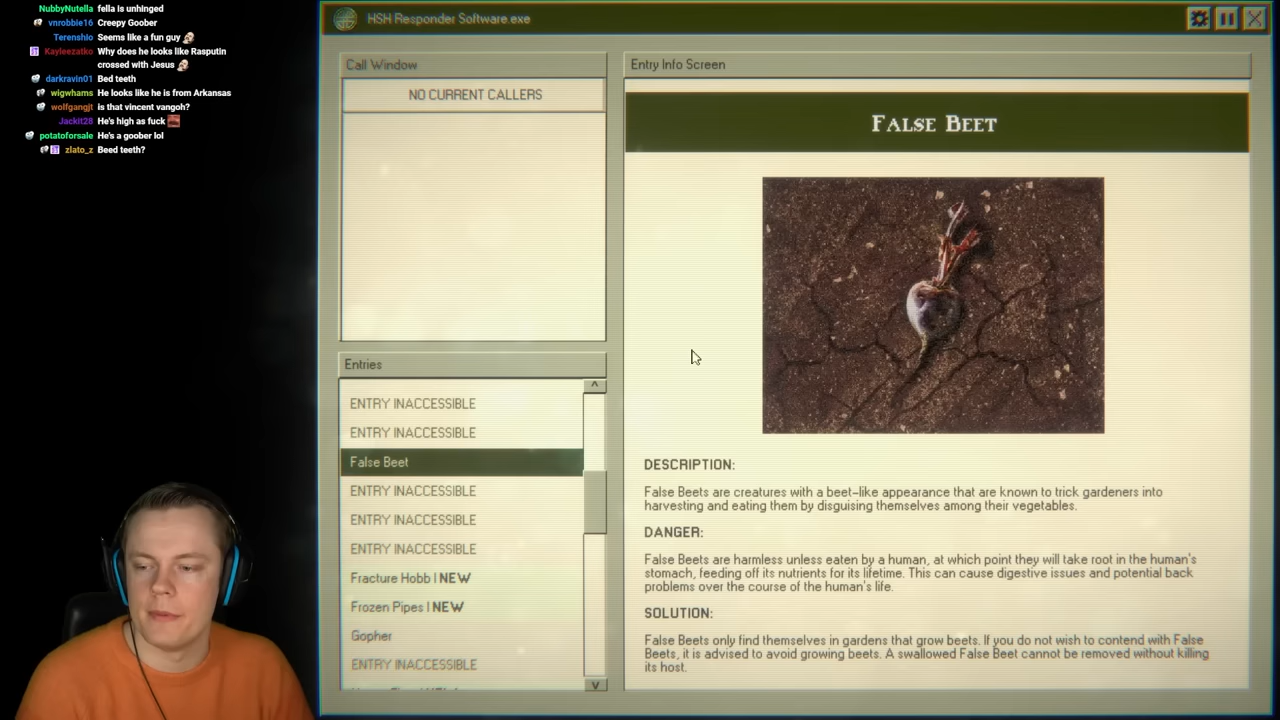 NubbyNutella fella is unhinged
vnrobbie16 Creepy Goober
Terenshio Seems like a fun guy
Kayleezatko Why does he looks like Rasputin
crossed with Jesus
darkravin01 Bed teeth
wigwhams He looks like he is from Arkansas
wolfgangjt is that vincent vangoh?
Jackit28 He's high as fuck
potatoforsale He's a goober lol
zlato_z Beed teeth?
HSH Responder Software.exe
Call Window
NO CURRENT CALLERS
Entries
ENTRY INACCESSIBLE
ENTRY INACCESSIBLE
False Beet
ENTRY INACCESSIBLE
ENTRY INACCESSIBLE
ENTRY INACCESSIBLE
Fracture Hobb | NEW
Frozen Pipes | NEW
Gopher
ENTRY INACCESSIBLE
Entry Info Screen
FALSE BEET
DESCRIPTION:
False Beets are creatures with a beet-like appearance that are known to trick gardeners into
harvesting and eating them by disguising themselves among their vegetables.
DANGER:
False Beets are harmless unless eaten by a human, at which point they will take root in the human's
stomach, feeding off its nutrients for its lifetime. This can cause digestive issues and potential back
problems over the course of the human's life.
SOLUTION:
False Beets only find themselves in gardens that grow beets. If you do not wish to contend with False
Beets, it is advised to avoid growing beets. A swallowed False Beet cannot be removed without killing
its host.